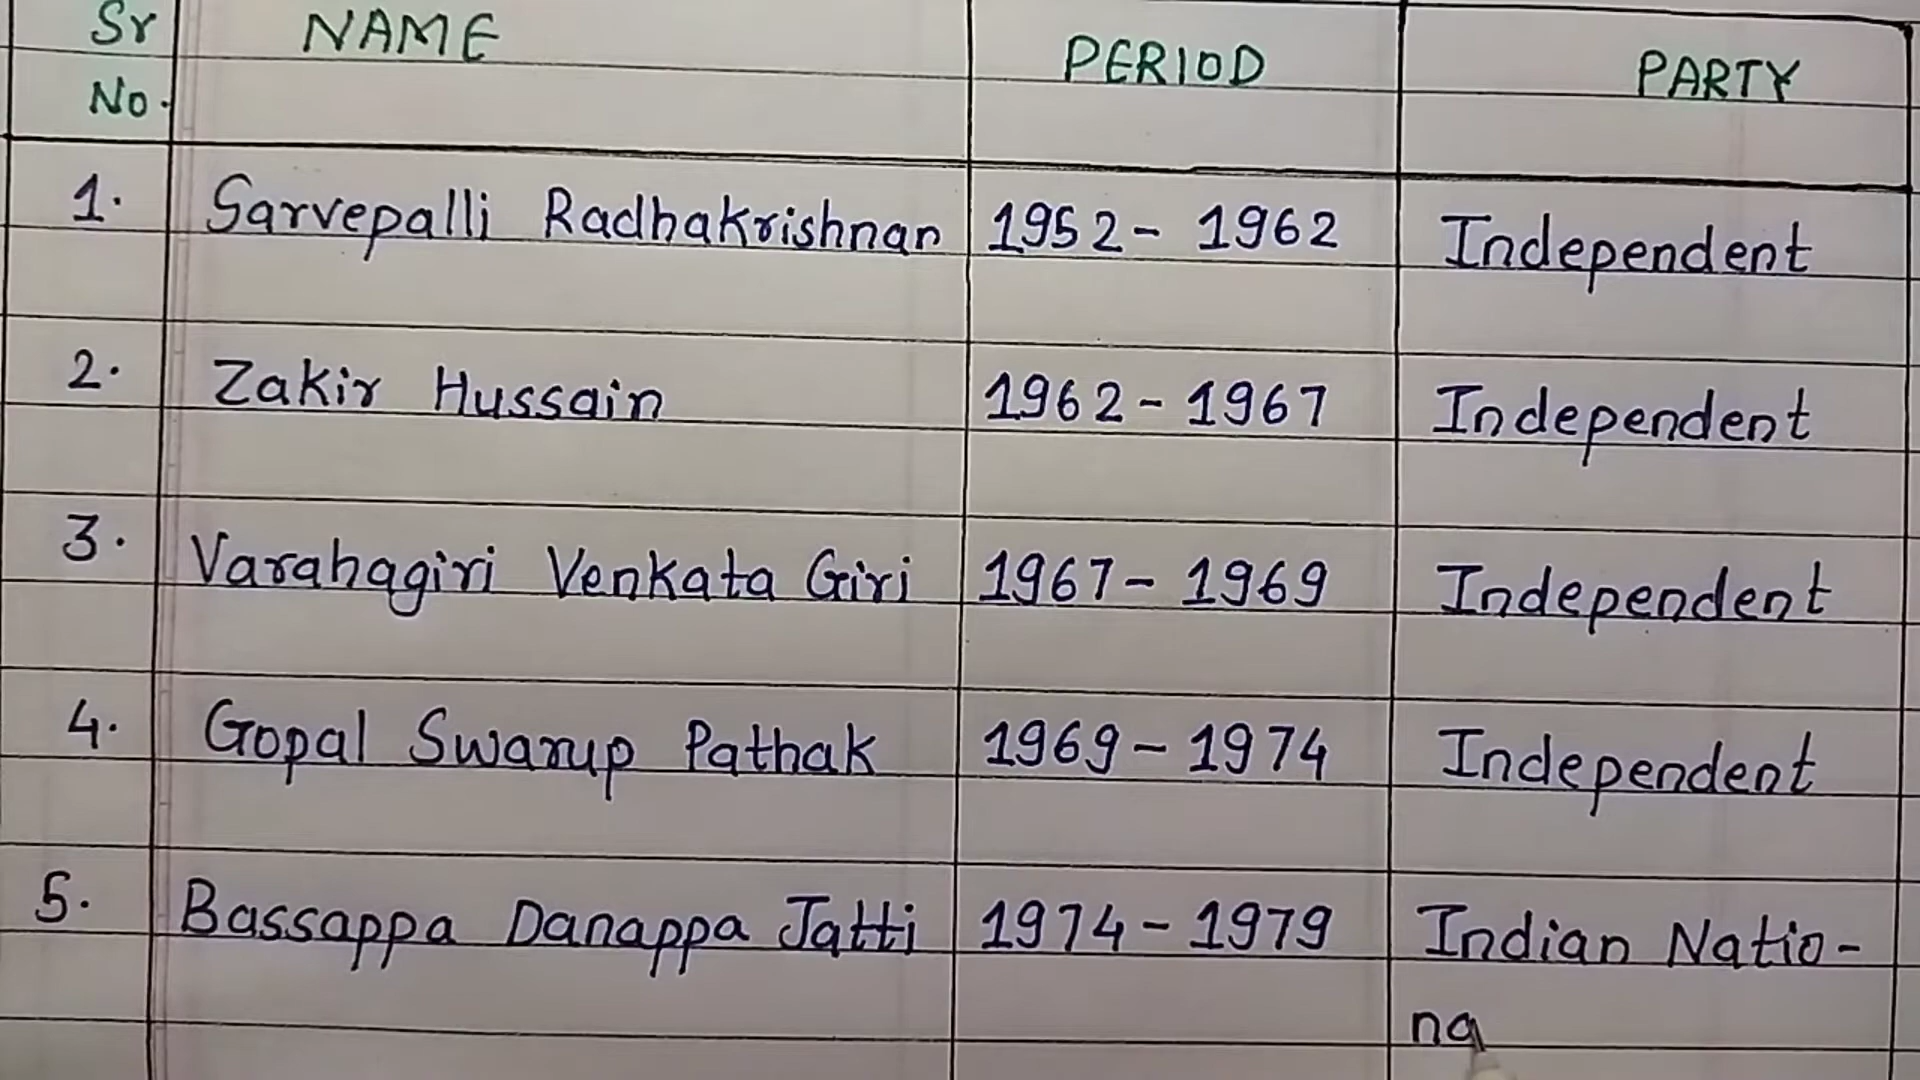 Sr No. NAME PERIOD PARTY
1. Sarvepalli Radhakrishnan 1952 - 1962 Independent
2. Zakir Hussain 1962 - 1967 Independent
3. Varahagiri Venkata Giri 1967 - 1969 Independent
4. Gopal Swarup Pathak 1969 - 1974 Independent
5. Bassappa Danappa Jatti 1974 - 1979 Indian Natio-
na